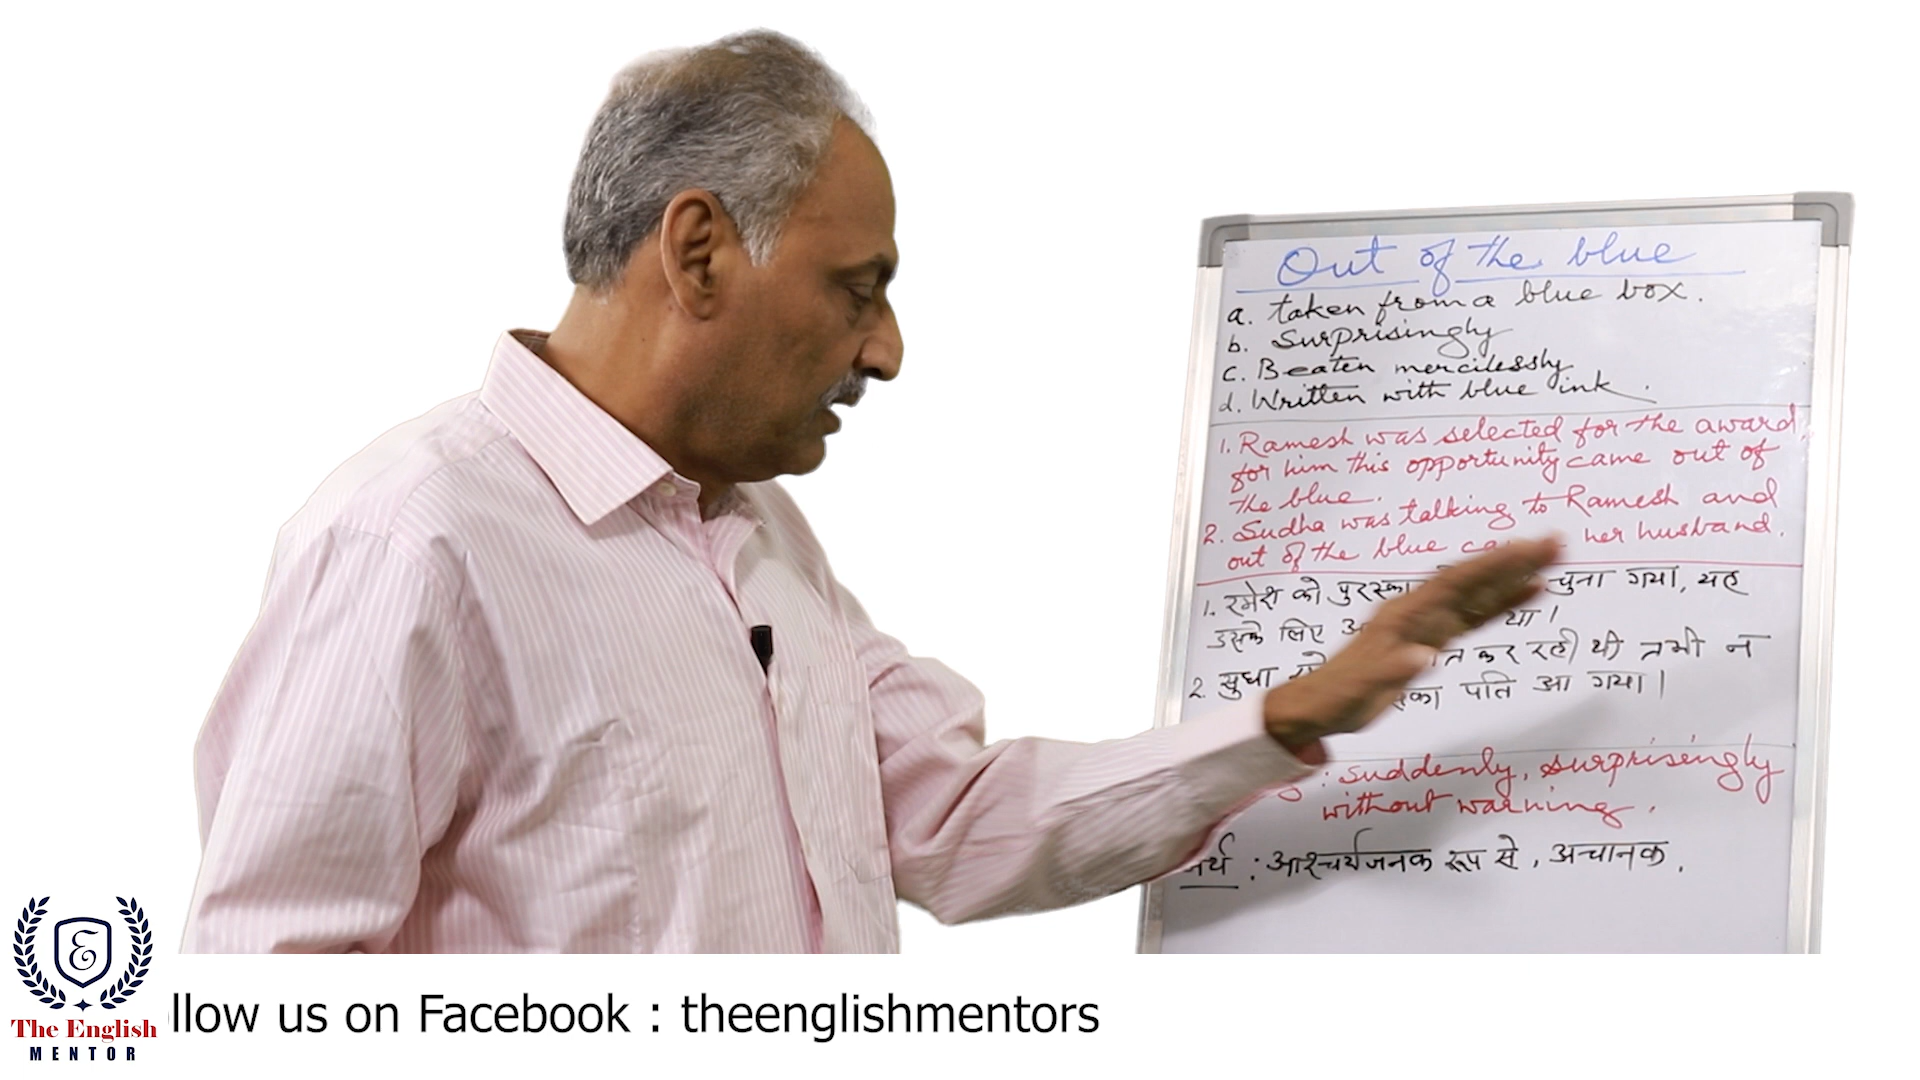 Out of the blue
a. taken from a blue box.
b. Surprisingly
c. Beaten mercilessly
d. Written with blue ink.
1. Ramesh was selected for the award,
for him this opportunity came out of
the blue.
2. Sudha was talking to Ramesh and
out of the blue her husband.
1. रमेश को चुना गया, यह
उसके लिए था।
2. सुधा कर रही थी तभी न
पति आ गया।
: suddenly, surprisingly
without warning.
: आश्चर्यजनक रूप से, अचानक.
E
The English
MENTOR
llow us on Facebook : theenglishmentors